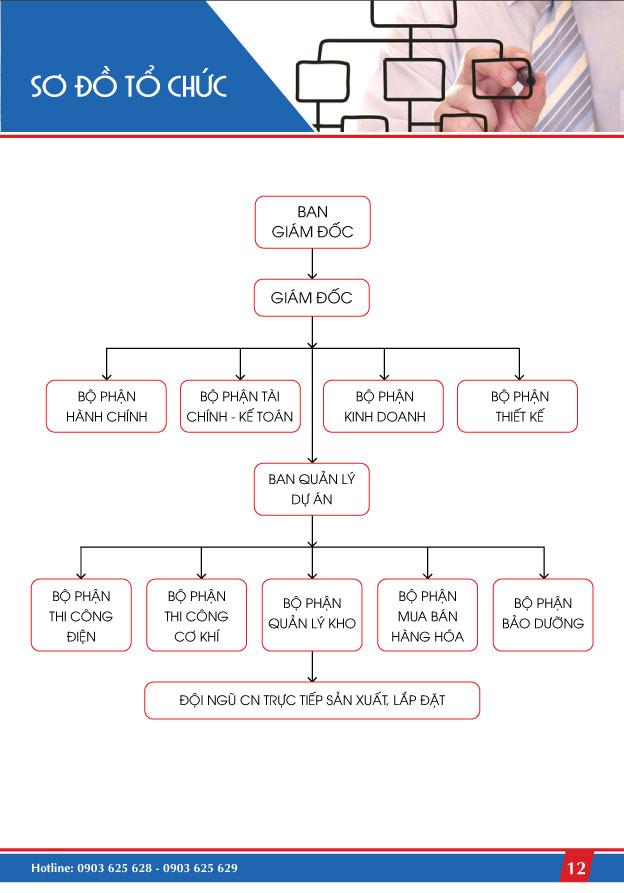 SƠ ĐỒ TỔ CHỨC
BAN
GIÁM ĐỐC
GIÁM ĐỐC
BỘ PHẬN
HÀNH CHÍNH
BỘ PHẬN TÀI
CHÍNH - KẾ TOÁN
BỘ PHẬN
KINH DOANH
BỘ PHẬN
THIẾT KẾ
BAN QUẢN LÝ
DỰ ÁN
BỘ PHẬN
THI CÔNG
ĐIỆN
BỘ PHẬN
THI CÔNG
CƠ KHÍ
BỘ PHẬN
QUẢN LÝ KHO
BỘ PHẬN
MUA BÁN
HÀNG HÓA
BỘ PHẬN
BẢO DƯỠNG
ĐỘI NGŨ CN TRỰC TIẾP SẢN XUẤT, LẮP ĐẶT
Hotline: 0903 625 628 - 0903 625 629
12